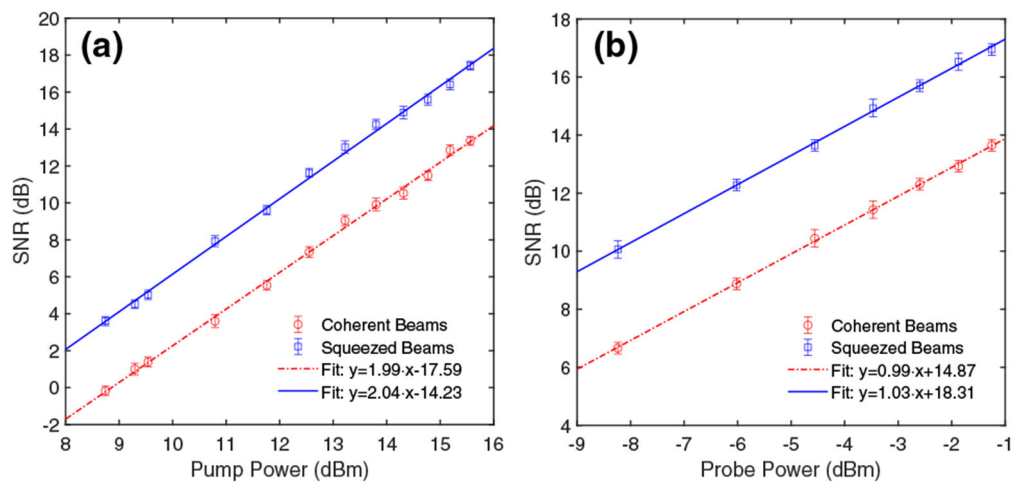 (a)
SNR (dB)
20
18
16
14
12
10
8
6
4
2
0
-2
8
9
10
11
12
13
14
15
16
Pump Power (dBm)
Coherent Beams
Squeezed Beams
Fit: y=1.99·x-17.59
Fit: y=2.04·x-14.23
(b)
SNR (dB)
18
16
14
12
10
8
6
4
-9
-8
-7
-6
-5
-4
-3
-2
-1
Probe Power (dBm)
Coherent Beams
Squeezed Beams
Fit: y=0.99·x+14.87
Fit: y=1.03·x+18.31